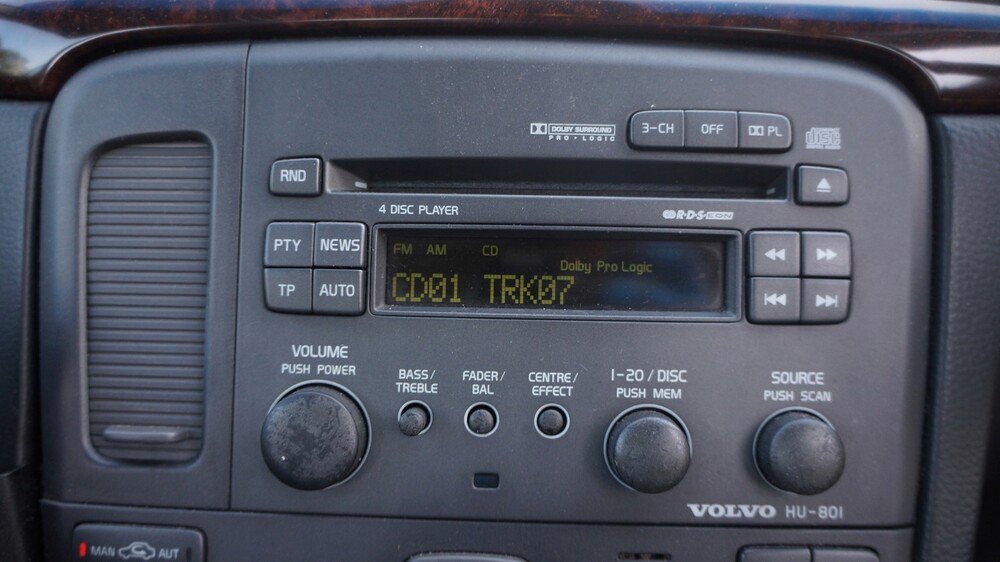 DOLBY SURROUND
PRO • LOGIC
3-CH OFF PL
disc
RND
4 DISC PLAYER
R·D·S EON
PTY NEWS
TP AUTO
FM AM CD
Dolby Pro Logic
CD01 TRK07
VOLUME
PUSH POWER
BASS/
TREBLE
FADER/
BAL
CENTRE/
EFFECT
1-20 / DISC
PUSH MEM
SOURCE
PUSH SCAN
VOLVO HU-801
MAN AUT